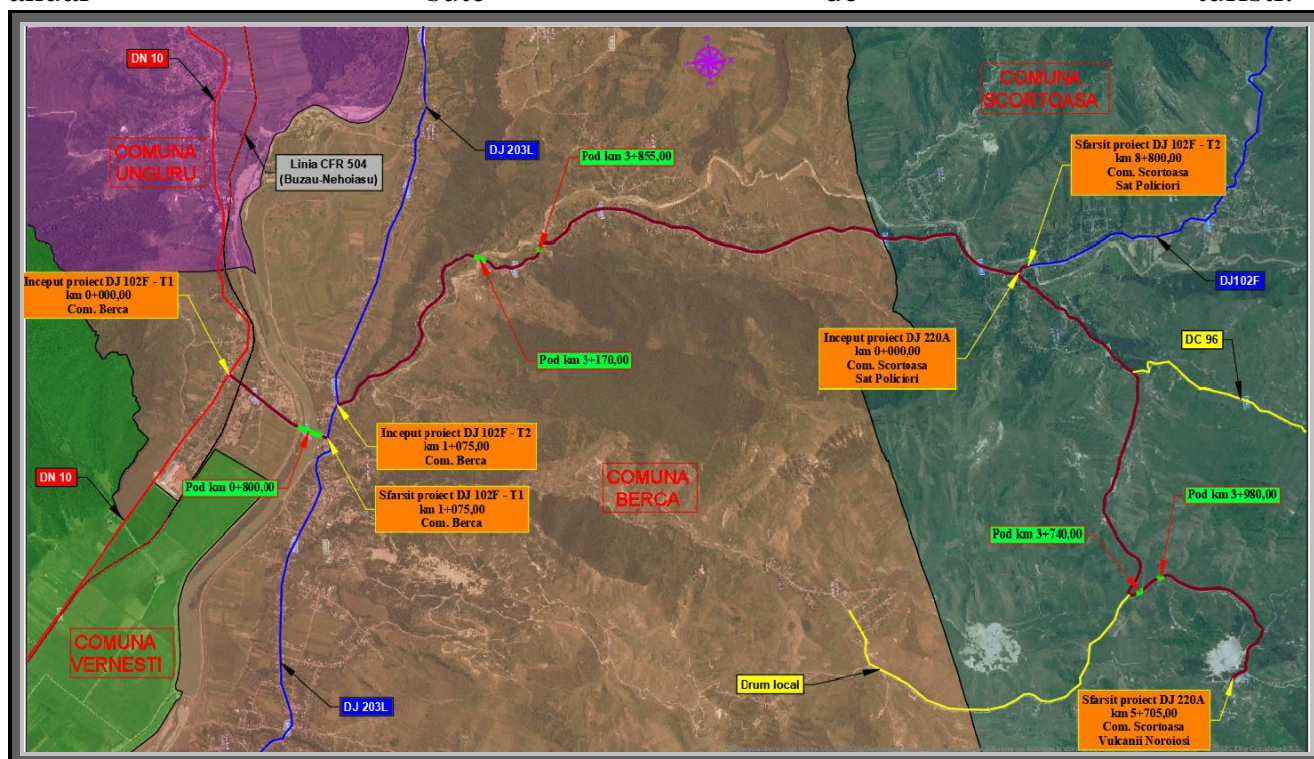 anual sute de turisti.
DN 10
COMUNA
UNGURU
Linia CFR 504
(Buzau-Nehoiasu)
DJ 203L
Pod km 3+855,00
COMUNA
SCORTOASA
Sfarsit proiect DJ 102F - T2
km 8+800,00
Com. Scortoasa
Sat Policiori
DJ102F
Inceput proiect DJ 102F - T1
km 0+000,00
Com. Berca
Pod km 3+170,00
Inceput proiect DJ 220A
km 0+000,00
Com. Scortoasa
Sat Policiori
DC 96
Inceput proiect DJ 102F - T2
km 1+075,00
Com. Berca
DN 10
Pod km 0+800,00
Sfarsit proiect DJ 102F - T1
km 1+075,00
Com. Berca
COMUNA
BERCA
Pod km 3+980,00
Pod km 3+740,00
COMUNA
VERNESTI
Drum local
DJ 203L
Sfarsit proiect DJ 220A
km 5+705,00
Com. Scortoasa
Vulcanii Noroiosi